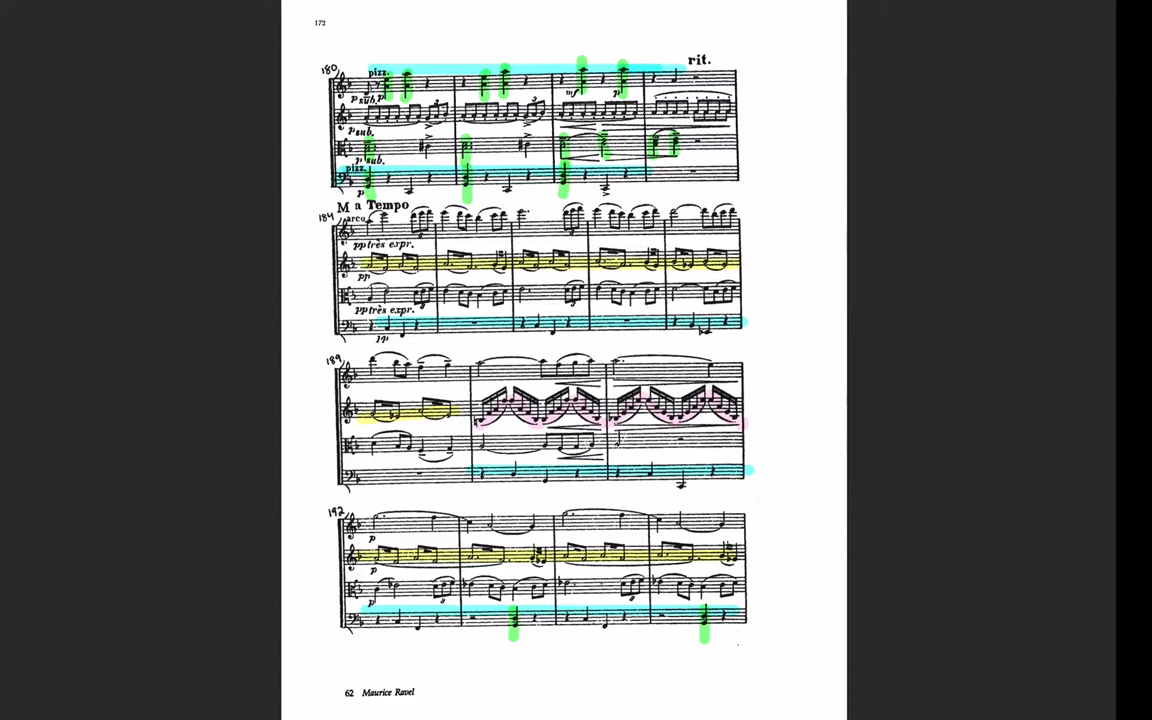 172
rit.
180
pizz.
p
p sub.
mf
p
p sub.
p sub.
pizz.
p
M a Tempo
184
arco
pp très expr.
pp
pp très expr.
pp
189
192
p
p
p
62 Maurice Ravel